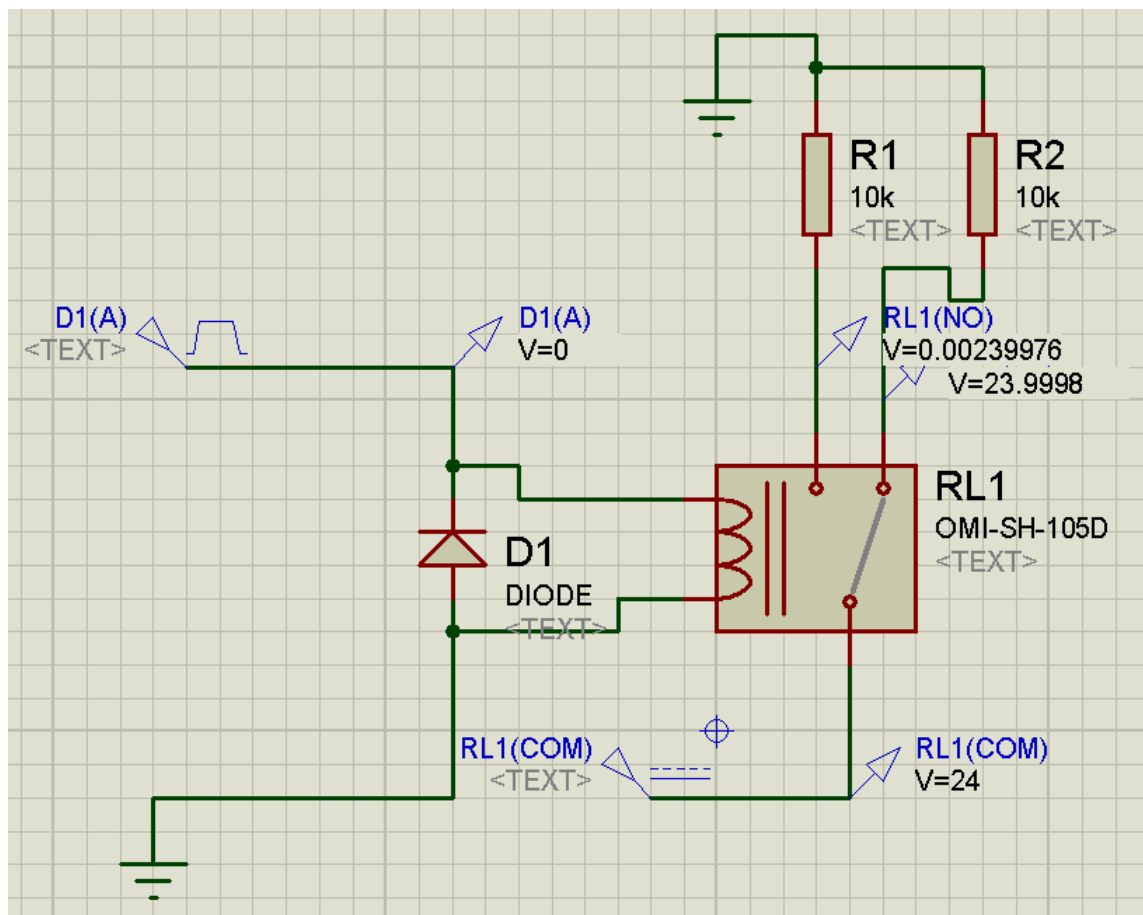 R1
10k
<TEXT>
R2
10k
<TEXT>
D1(A)
<TEXT>
D1(A)
V=0
RL1(NO)
V=0.00239976
V=23.9998
RL1
OMI-SH-105D
<TEXT>
D1
DIODE
<TEXT>
RL1(COM)
<TEXT>
RL1(COM)
V=24